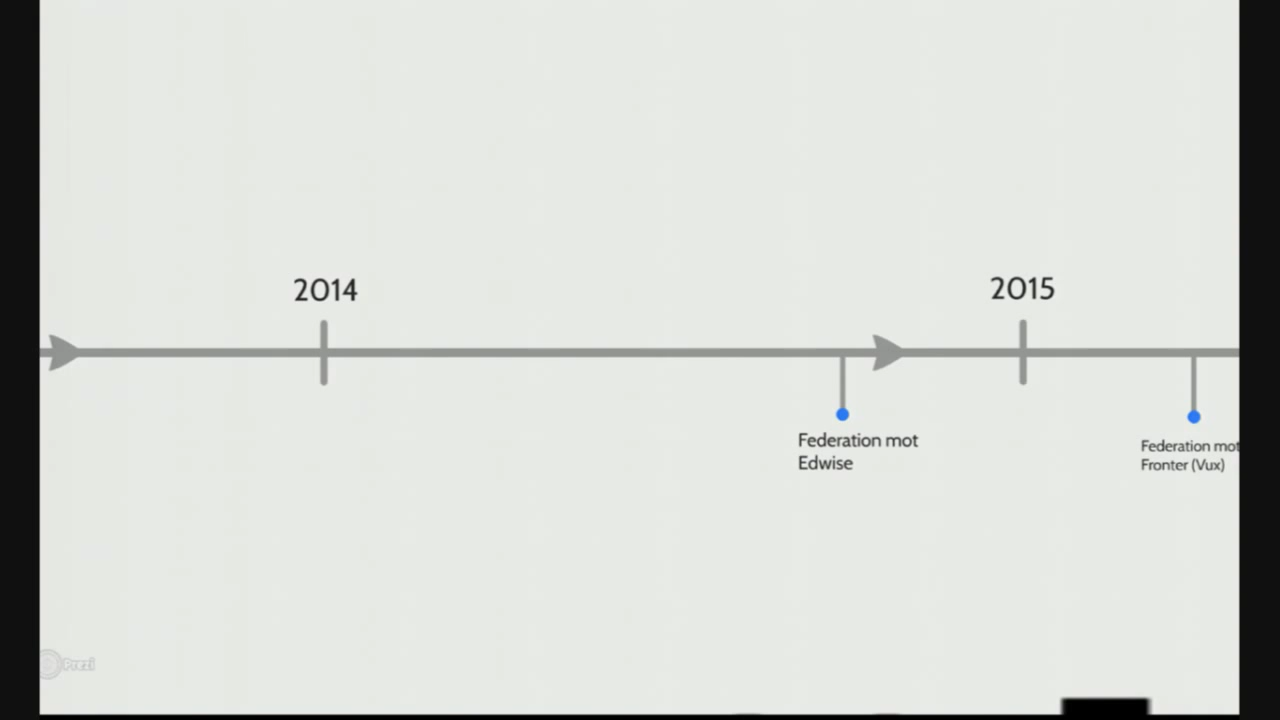 2014
2015
Federation mot
Edwise
Federation mot
Fronter (Vux)
Prezi